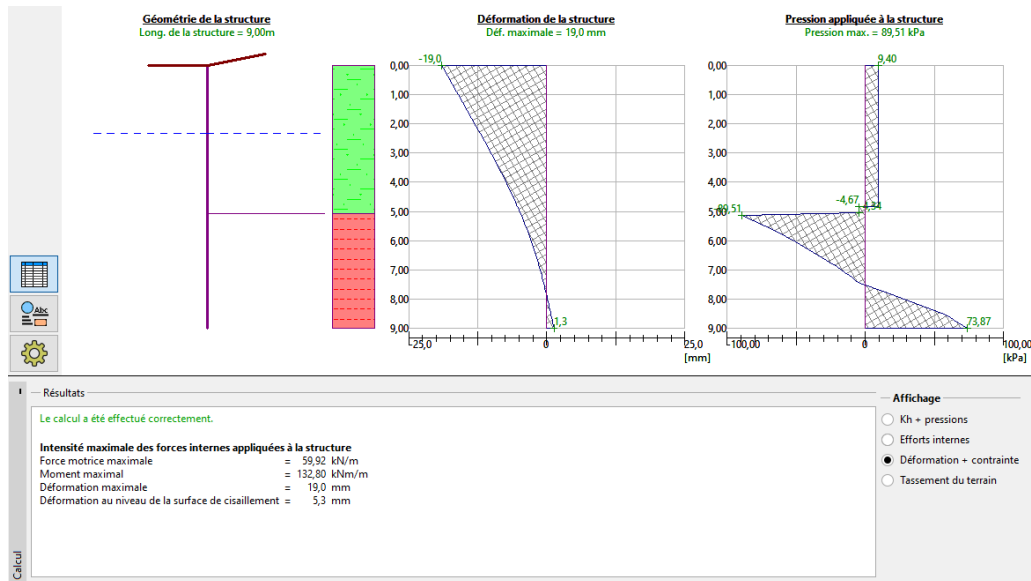 Géométrie de la structure
Long. de la structure = 9,00m
Déformation de la structure
Déf. maximale = 19,0 mm
Pression appliquée à la structure
Pression max. = 89,51 kPa
-19,0
0,00
1,00
2,00
3,00
4,00
5,00
6,00
7,00
8,00
9,00
1,3
-25,0
0
25,0
[mm]
9,40
0,00
1,00
2,00
3,00
4,00
-4,67
-89,51
5,00
6,00
7,00
8,00
9,00
73,87
-100,00
0
100,00
[kPa]
Abc
Résultats
Le calcul a été effectué correctement.
Intensité maximale des forces internes appliquées à la structure
Force motrice maximale = 59,92 kN/m
Moment maximal = 132,80 kNm/m
Déformation maximale = 19,0 mm
Déformation au niveau de la surface de cisaillement = 5,3 mm
Affichage
Kh + pressions
Efforts internes
Déformation + contrainte
Tassement du terrain
Calcul